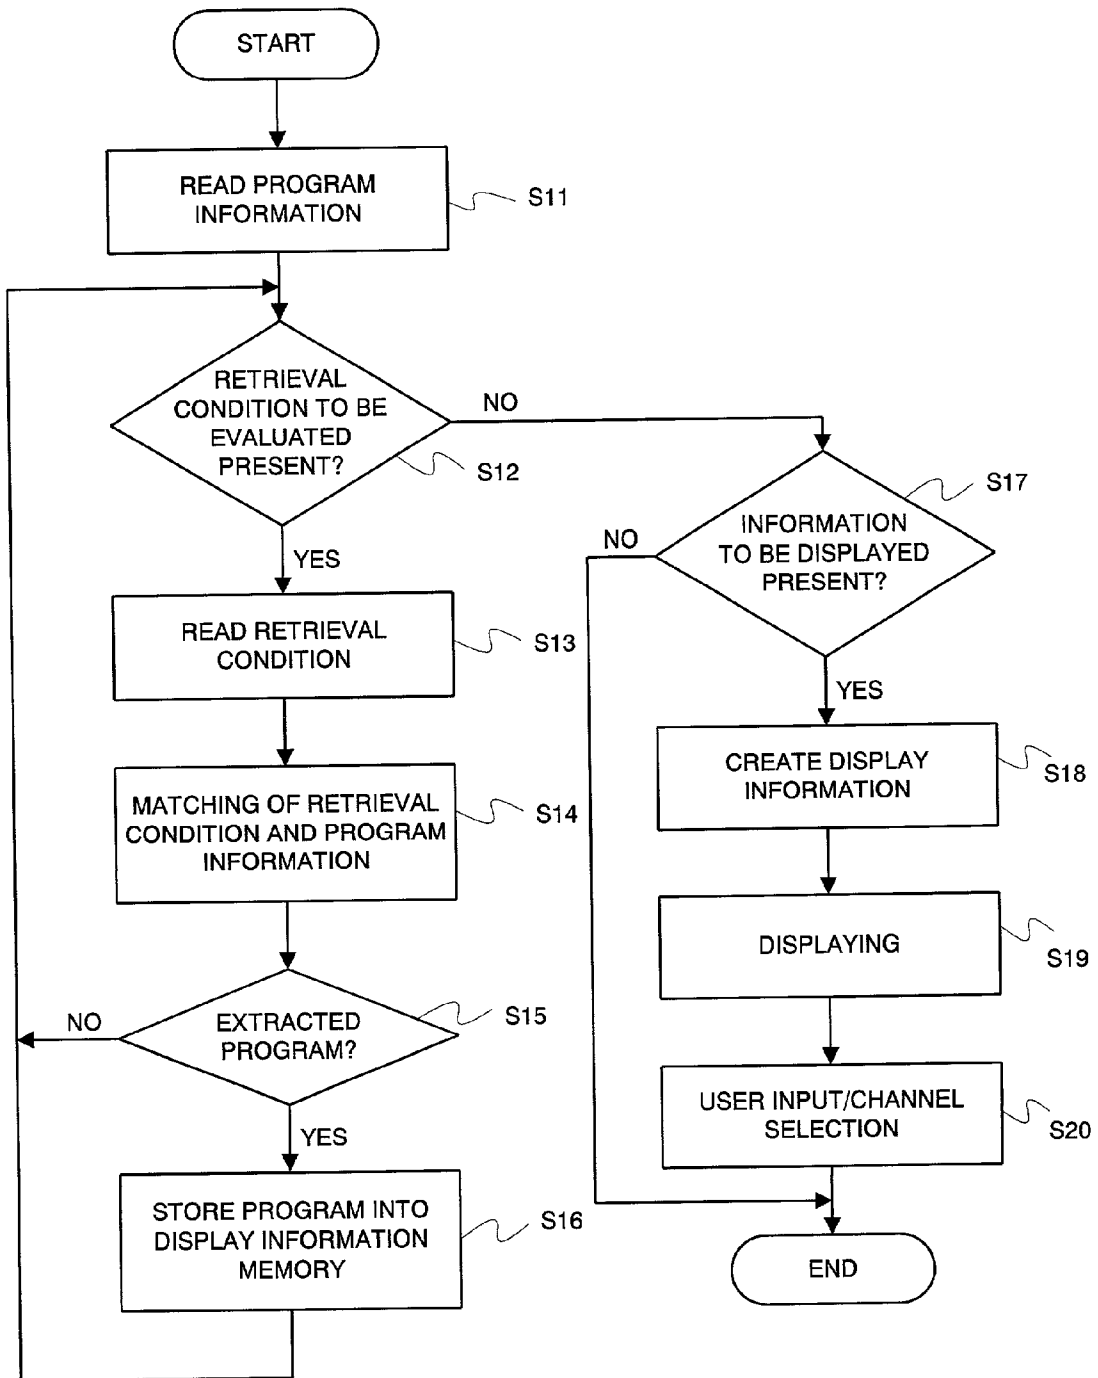 START
READ PROGRAM
INFORMATION
S11
RETRIEVAL
CONDITION TO BE
EVALUATED
PRESENT?
S12
NO
YES
READ RETRIEVAL
CONDITION
S13
MATCHING OF RETRIEVAL
CONDITION AND PROGRAM
INFORMATION
S14
EXTRACTED
PROGRAM?
S15
NO
YES
STORE PROGRAM INTO
DISPLAY INFORMATION
MEMORY
S16
INFORMATION
TO BE DISPLAYED
PRESENT?
S17
NO
YES
CREATE DISPLAY
INFORMATION
S18
DISPLAYING
S19
USER INPUT/CHANNEL
SELECTION
S20
END